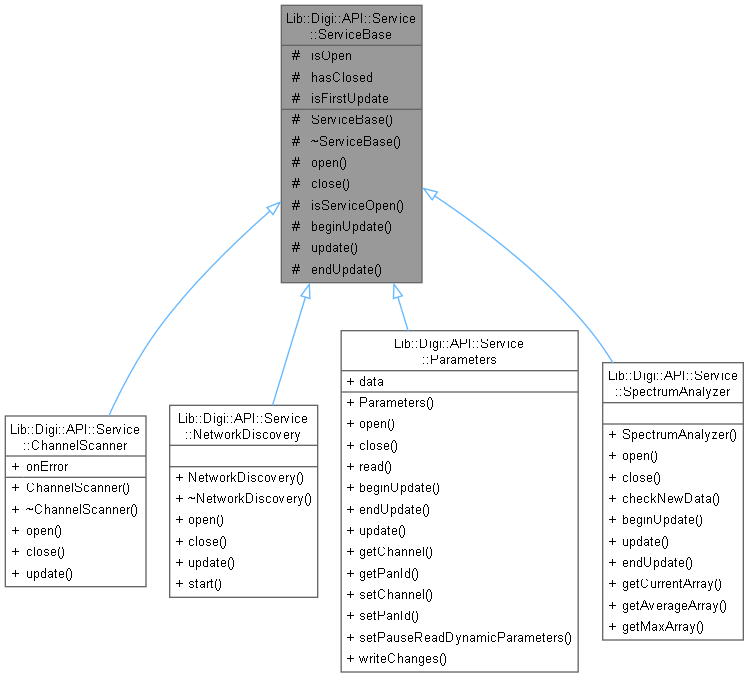 Lib::Digi::API::Service
::ServiceBase
# isOpen
# hasClosed
# isFirstUpdate
# ServiceBase()
# ~ServiceBase()
# open()
# close()
# isServiceOpen()
# beginUpdate()
# update()
# endUpdate()
Lib::Digi::API::Service
::ChannelScanner
+ onError
+ ChannelScanner()
+ ~ChannelScanner()
+ open()
+ close()
+ update()
Lib::Digi::API::Service
::NetworkDiscovery
+ NetworkDiscovery()
+ ~NetworkDiscovery()
+ open()
+ close()
+ update()
+ start()
Lib::Digi::API::Service
::Parameters
+ data
+ Parameters()
+ open()
+ close()
+ read()
+ beginUpdate()
+ endUpdate()
+ update()
+ getChannel()
+ getPanId()
+ setChannel()
+ setPanId()
+ setPauseReadDynamicParameters()
+ writeChanges()
Lib::Digi::API::Service
::SpectrumAnalyzer
+ SpectrumAnalyzer()
+ open()
+ close()
+ checkNewData()
+ beginUpdate()
+ update()
+ endUpdate()
+ getCurrentArray()
+ getAverageArray()
+ getMaxArray()